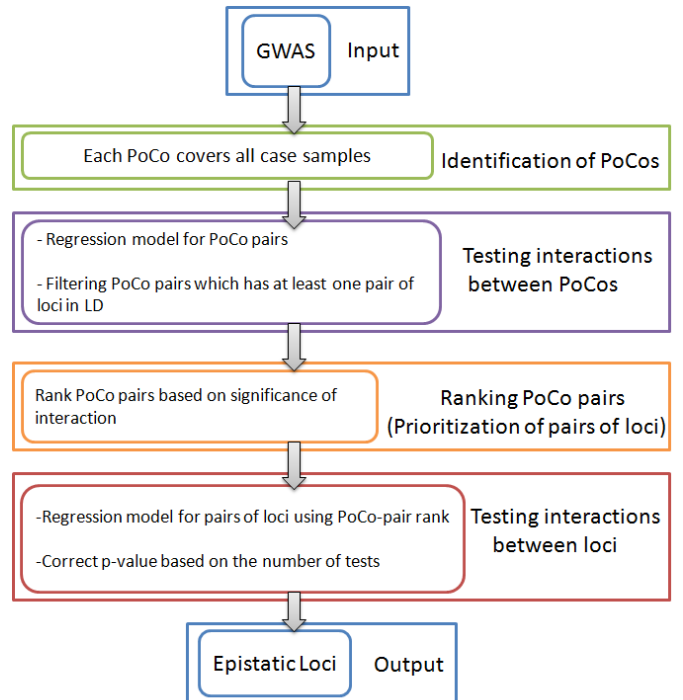 GWAS Input
Each PoCo covers all case samples
Identification of PoCos
- Regression model for PoCo pairs
- Filtering PoCo pairs which has at least one pair of
loci in LD
Testing interactions
between PoCos
Rank PoCo pairs based on significance of
interaction
Ranking PoCo pairs
(Prioritization of pairs of loci)
-Regression model for pairs of loci using PoCo-pair rank
-Correct p-value based on the number of tests
Testing interactions
between loci
Epistatic Loci Output